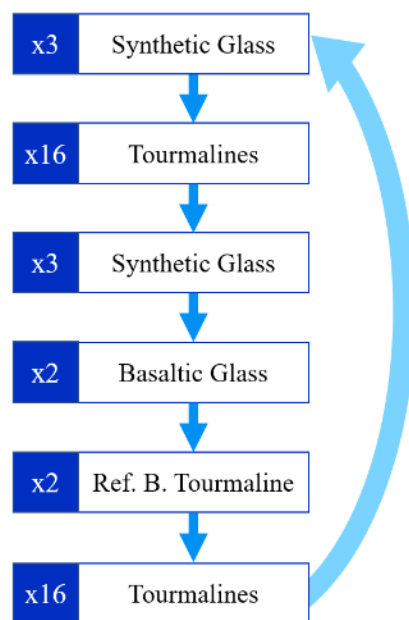 x3 Synthetic Glass
x16 Tourmalines
x3 Synthetic Glass
x2 Basaltic Glass
x2 Ref. B. Tourmaline
x16 Tourmalines